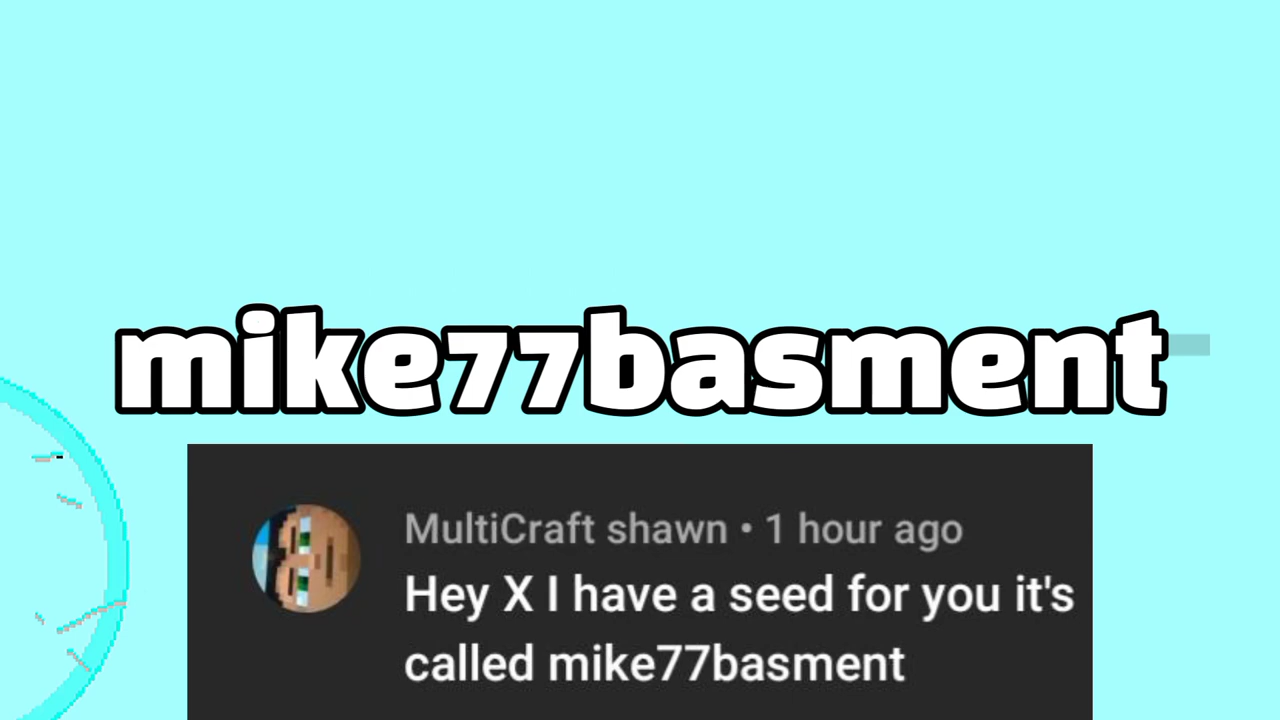 mike77basment
MultiCraft shawn • 1 hour ago
Hey X I have a seed for you it's
called mike77basment